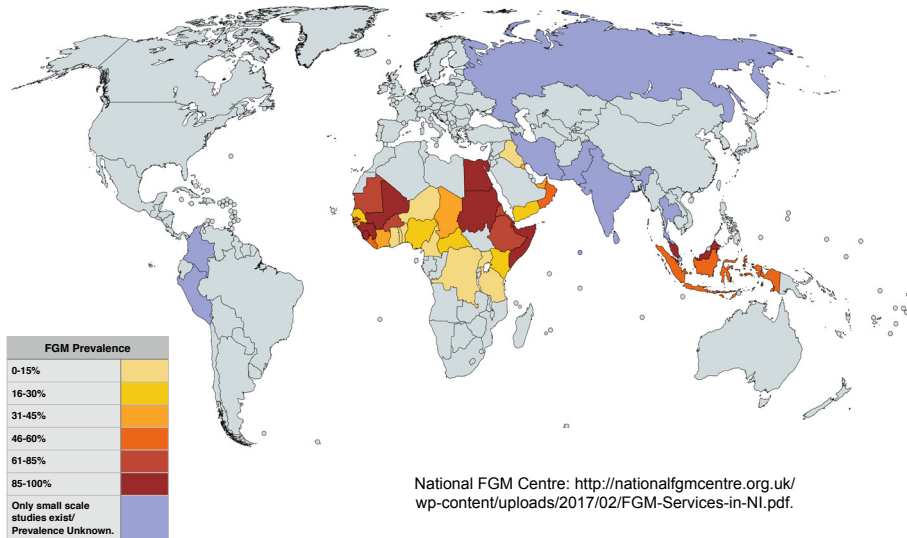 FGM Prevalence
0-15%
16-30%
31-45%
46-60%
61-85%
85-100%
Only small scale
studies exist/
Prevalence Unknown.
National FGM Centre: http://nationalfgmcentre.org.uk/
wp-content/uploads/2017/02/FGM-Services-in-NI.pdf.